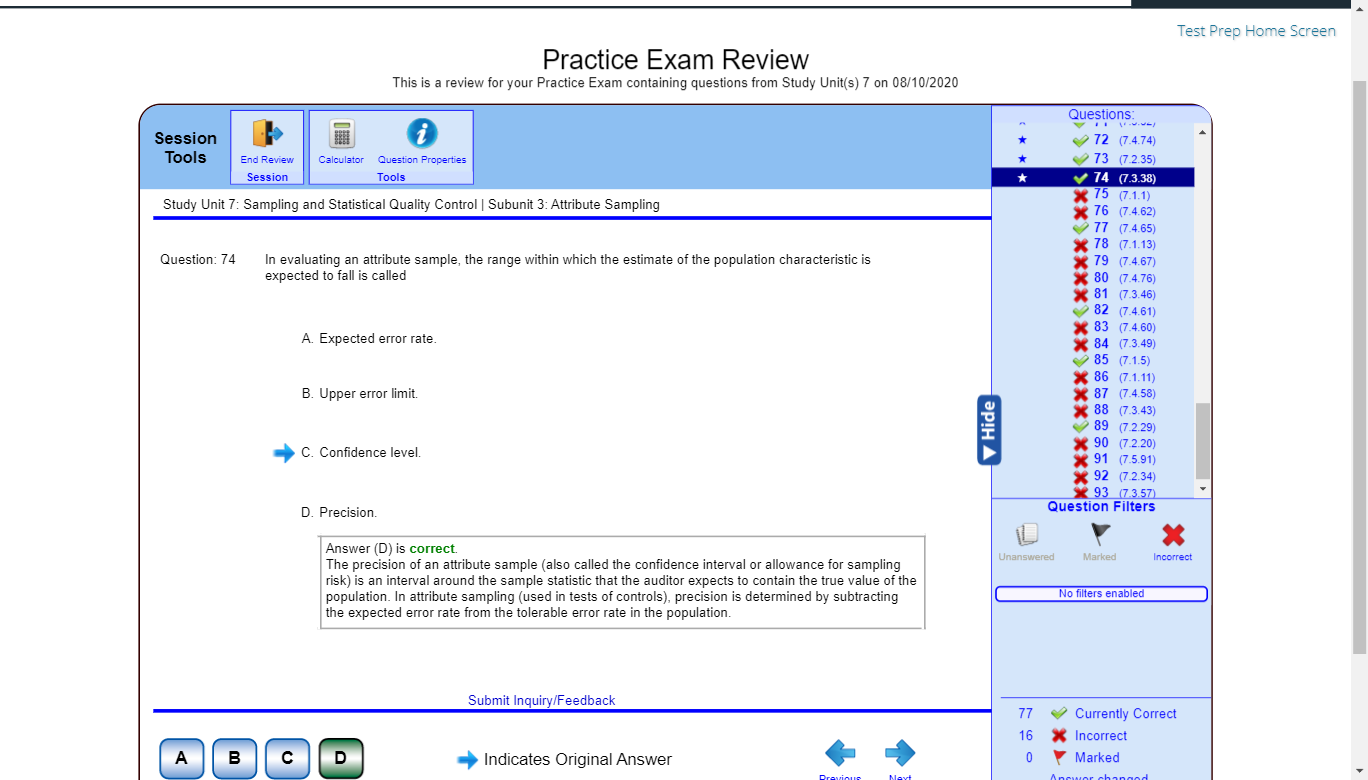 Test Prep Home Screen
Practice Exam Review
This is a review for your Practice Exam containing questions from Study Unit(s) 7 on 08/10/2020
Session
Tools
End Review
Session
Calculator
Question Properties
Tools
Study Unit 7: Sampling and Statistical Quality Control | Subunit 3: Attribute Sampling
Question: 74
In evaluating an attribute sample, the range within which the estimate of the population characteristic is
expected to fall is called
A. Expected error rate.
B. Upper error limit.
C. Confidence level.
D. Precision.
Answer (D) is correct.
The precision of an attribute sample (also called the confidence interval or allowance for sampling
risk) is an interval around the sample statistic that the auditor expects to contain the true value of the
population. In attribute sampling (used in tests of controls), precision is determined by subtracting
the expected error rate from the tolerable error rate in the population.
Submit Inquiry/Feedback
A B C D
Indicates Original Answer
Previous
Next
Hide
Questions:
72 (7.4.74)
73 (7.2.35)
74 (7.3.38)
75 (7.1.1)
76 (7.4.62)
77 (7.4.65)
78 (7.1.13)
79 (7.4.67)
80 (7.4.76)
81 (7.3.46)
82 (7.4.61)
83 (7.4.60)
84 (7.3.49)
85 (7.1.5)
86 (7.1.11)
87 (7.4.58)
88 (7.3.43)
89 (7.2.29)
90 (7.2.20)
91 (7.5.91)
92 (7.2.34)
93 (7.3.57)
Question Filters
Unanswered
Marked
Incorrect
No filters enabled
77 Currently Correct
16 Incorrect
0 Marked
Answer changed